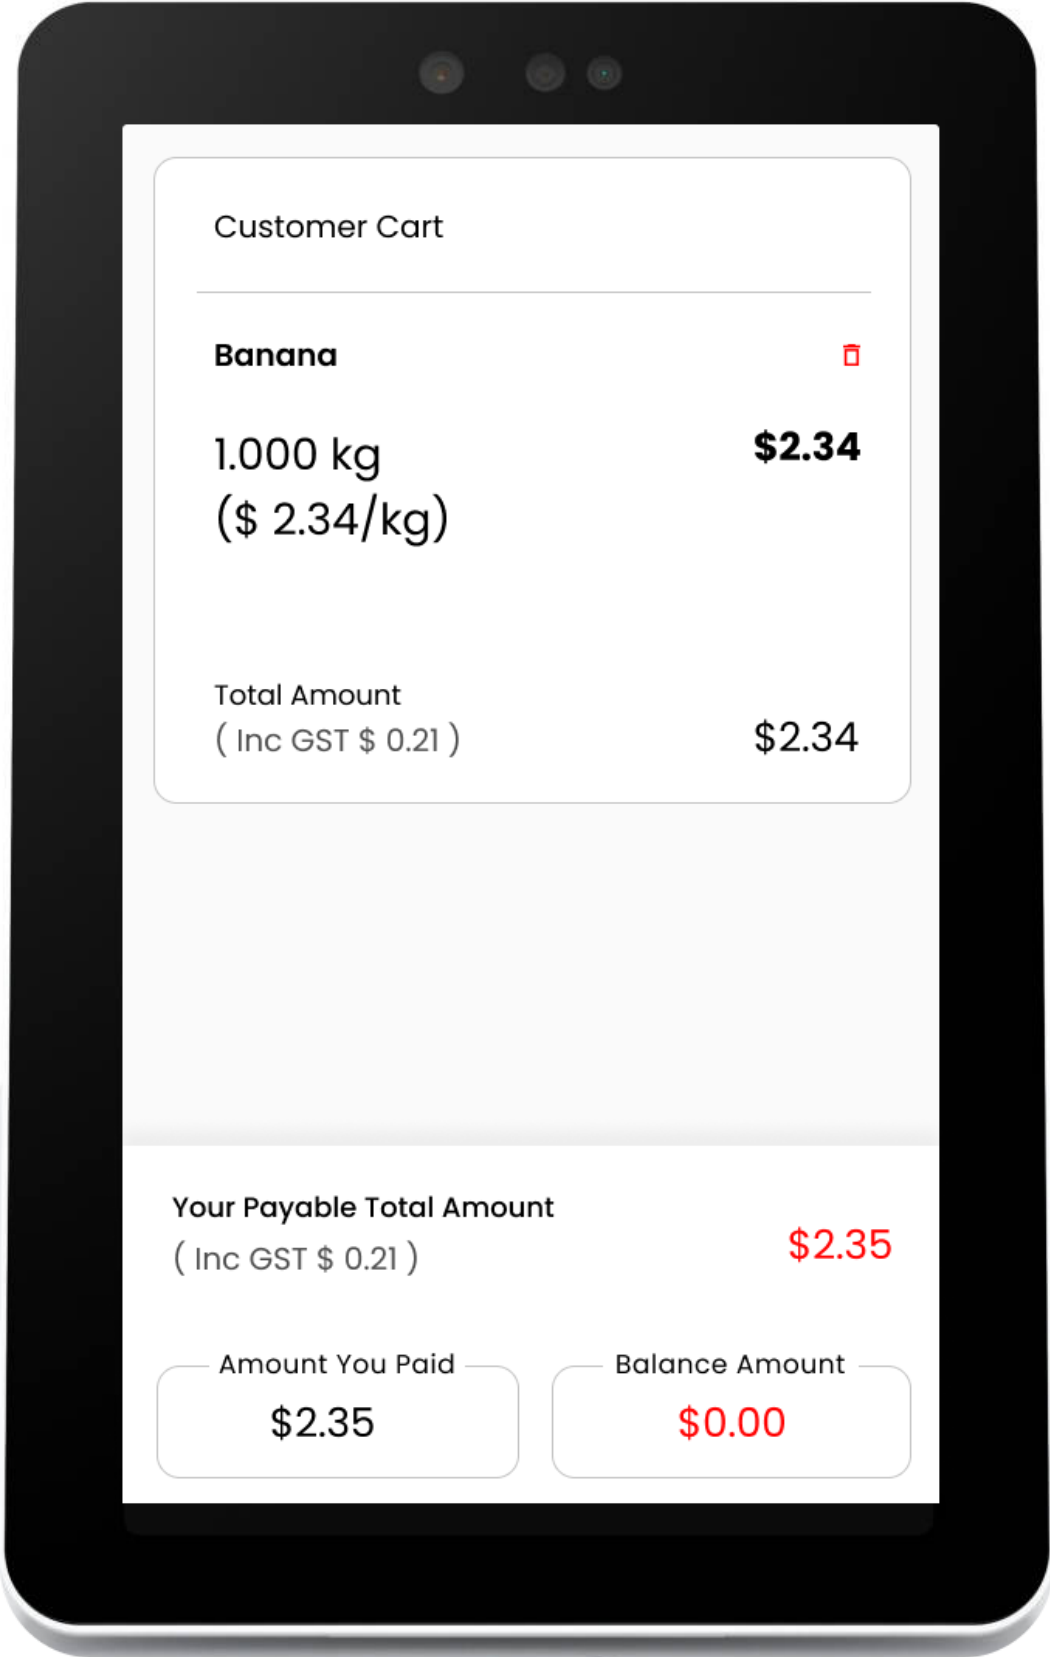 Customer Cart
Banana
1.000 kg
$2.34
($ 2.34/kg)
Total Amount
( Inc GST $ 0.21 )
$2.34
Your Payable Total Amount
( Inc GST $ 0.21 )
$2.35
Amount You Paid
$2.35
Balance Amount
$0.00